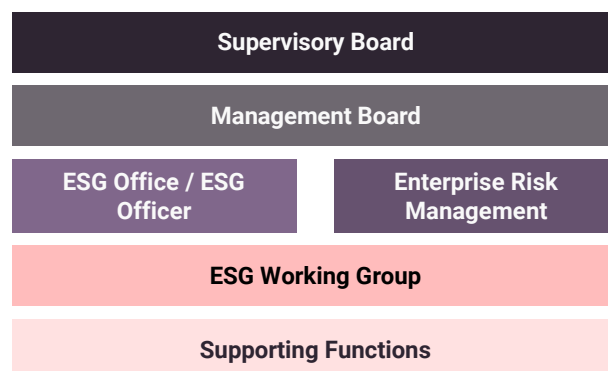 Supervisory Board
Management Board
ESG Office / ESG
Officer
Enterprise Risk
Management
ESG Working Group
Supporting Functions